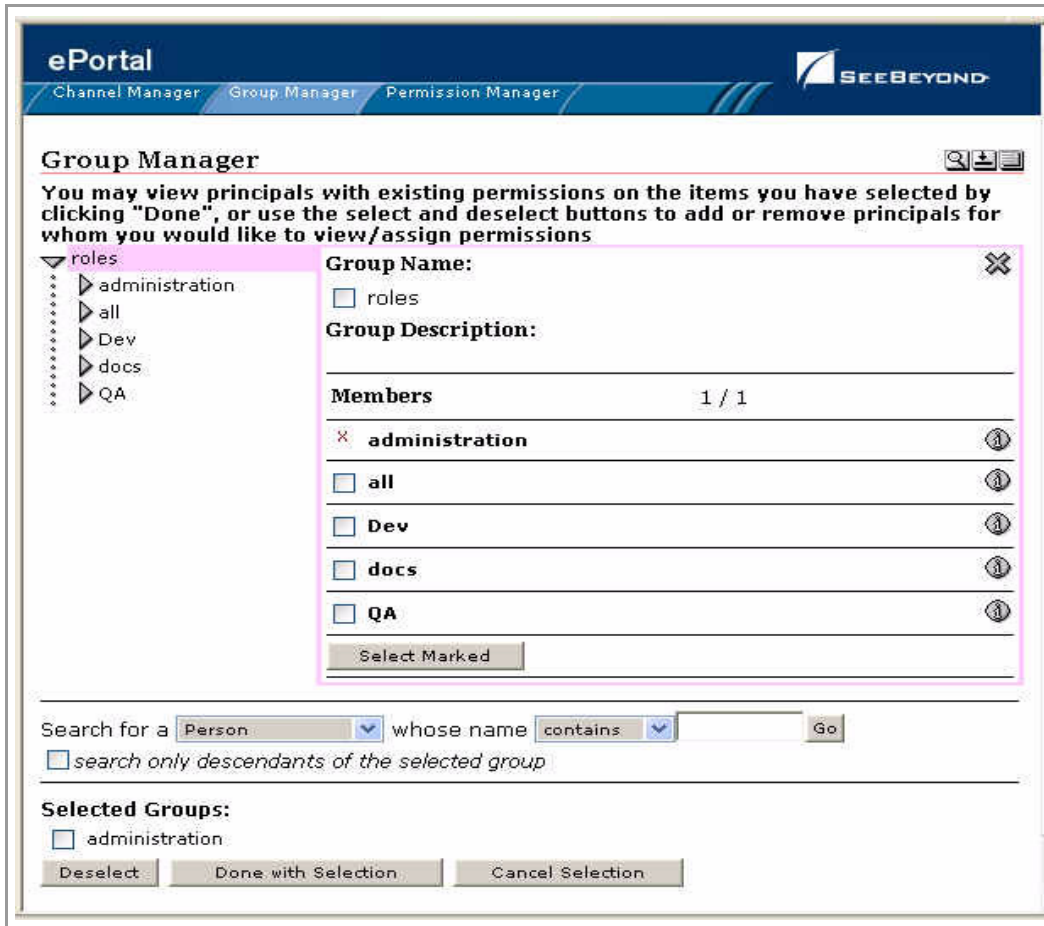 ePortal
SEEBEYOND
Channel Manager Group Manager Permission Manager
Group Manager
You may view principals with existing permissions on the items you have selected by
clicking "Done", or use the select and deselect buttons to add or remove principals for
whom you would like to view/assign permissions
roles
administration
all
Dev
docs
QA
Group Name:
roles
Group Description:
Members 1 / 1
x administration
all
Dev
docs
QA
Select Marked
Search for a Person whose name contains Go
search only descendants of the selected group
Selected Groups:
administration
Deselect Done with Selection Cancel Selection